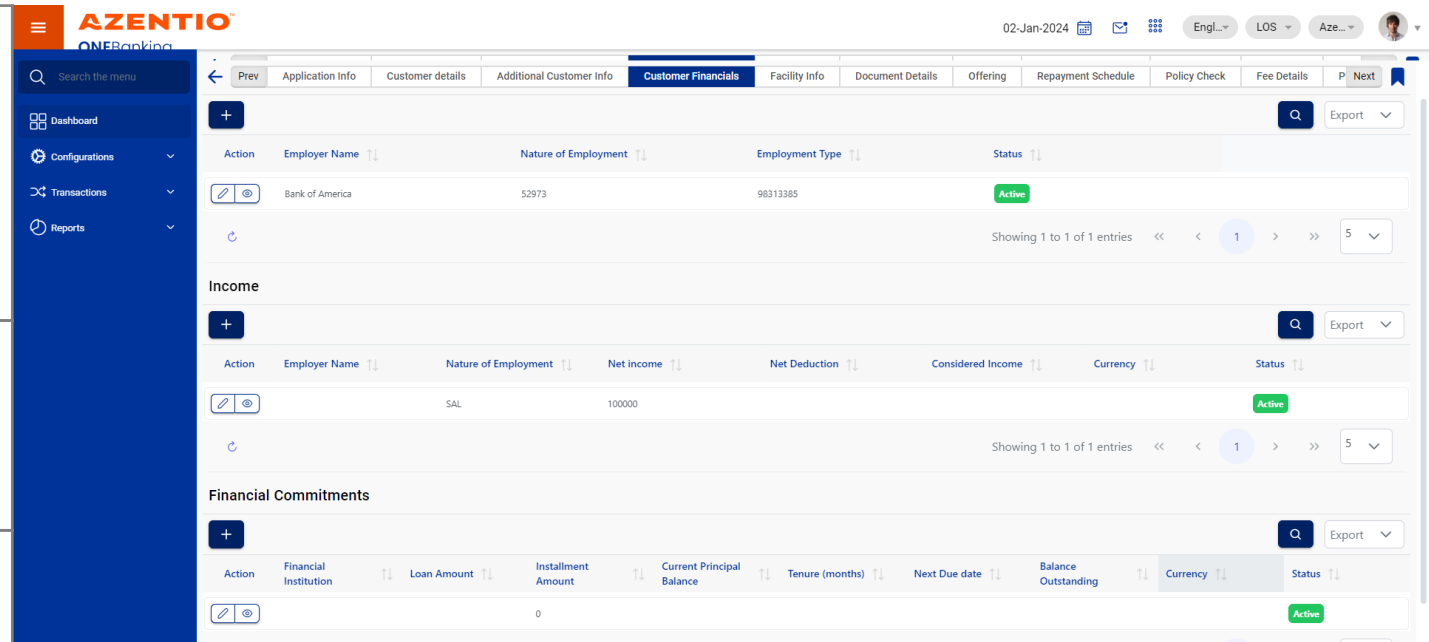 AZENTIO
ONEBanking
02-Jan-2024
Engl...
LOS
Aze...
Search the menu
Dashboard
Configurations
Transactions
Reports
Prev
Application Info
Customer details
Additional Customer Info
Customer Financials
Facility Info
Document Details
Offering
Repayment Schedule
Policy Check
Fee Details
P
Next
+
Export
Action Employer Name Nature of Employment Employment Type Status
Bank of America 52973 98313385 Active
Showing 1 to 1 of 1 entries << < 1 > >> 5
Income
+
Export
Action Employer Name Nature of Employment Net income Net Deduction Considered Income Currency Status
SAL 100000 Active
Showing 1 to 1 of 1 entries << < 1 > >> 5
Financial Commitments
+
Export
Action Financial Institution Loan Amount Installment Amount Current Principal Balance Tenure (months) Next Due date Balance Outstanding Currency Status
0 Active